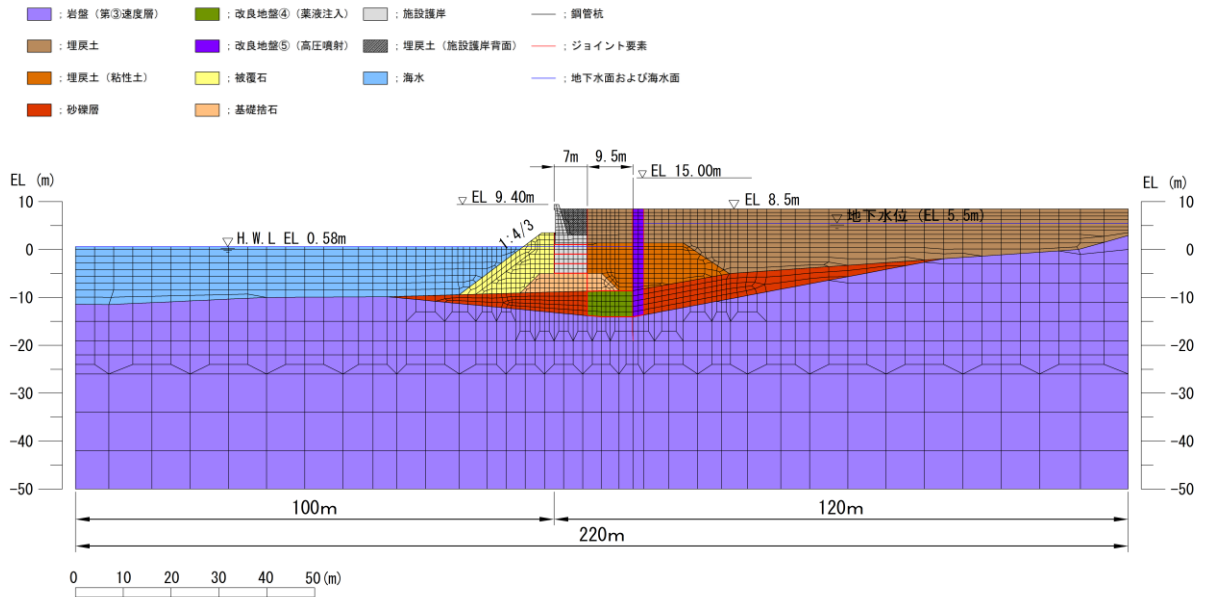 ；岩盤（第③速度層） ；改良地盤④（薬液注入） ；施設護岸 ；鋼管杭
；埋戻土 ；改良地盤⑤（高圧噴射） ；埋戻土（施設護岸背面） ；ジョイント要素
；埋戻土（粘性土） ；被覆石 ；海水 ；地下水面および海水面
；砂礫層 ；基礎捨石
7m 9.5m
EL 15.00m
EL (m) EL 9.40m EL 8.5m EL (m)
10 10
地下水位 (EL 5.5m)
H.W.L EL 0.58m 1:4/3
0 0
-10 -10
-20 -20
-30 -30
-40 -40
-50 -50
100m 120m
220m
0 10 20 30 40 50(m)